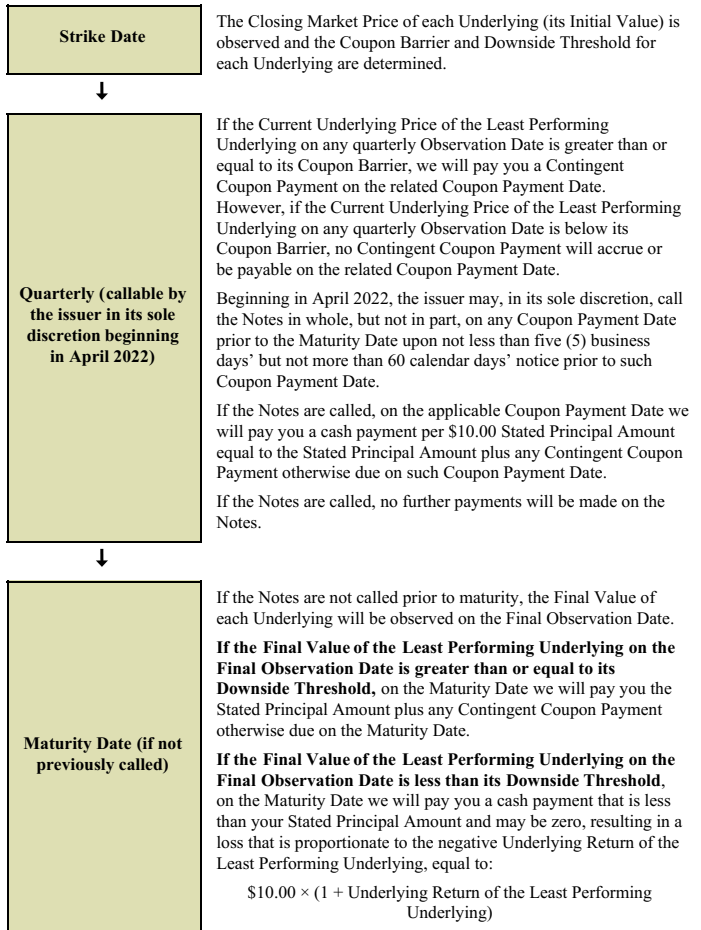 Strike Date
The Closing Market Price of each Underlying (its Initial Value) is
observed and the Coupon Barrier and Downside Threshold for
each Underlying are determined.
Quarterly (callable by
the issuer in its sole
discretion beginning
in April 2022)
If the Current Underlying Price of the Least Performing
Underlying on any quarterly Observation Date is greater than or
equal to its Coupon Barrier, we will pay you a Contingent
Coupon Payment on the related Coupon Payment Date.
However, if the Current Underlying Price of the Least Performing
Underlying on any quarterly Observation Date is below its
Coupon Barrier, no Contingent Coupon Payment will accrue or
be payable on the related Coupon Payment Date.
Beginning in April 2022, the issuer may, in its sole discretion, call
the Notes in whole, but not in part, on any Coupon Payment Date
prior to the Maturity Date upon not less than five (5) business
days’ but not more than 60 calendar days’ notice prior to such
Coupon Payment Date.
If the Notes are called, on the applicable Coupon Payment Date we
will pay you a cash payment per $10.00 Stated Principal Amount
equal to the Stated Principal Amount plus any Contingent Coupon
Payment otherwise due on such Coupon Payment Date.
If the Notes are called, no further payments will be made on the
Notes.
Maturity Date (if not
previously called)
If the Notes are not called prior to maturity, the Final Value of
each Underlying will be observed on the Final Observation Date.
If the Final Value of the Least Performing Underlying on the
Final Observation Date is greater than or equal to its
Downside Threshold, on the Maturity Date we will pay you the
Stated Principal Amount plus any Contingent Coupon Payment
otherwise due on the Maturity Date.
If the Final Value of the Least Performing Underlying on the
Final Observation Date is less than its Downside Threshold,
on the Maturity Date we will pay you a cash payment that is less
than your Stated Principal Amount and may be zero, resulting in a
loss that is proportionate to the negative Underlying Return of the
Least Performing Underlying, equal to:
$10.00 × (1 + Underlying Return of the Least Performing
Underlying)